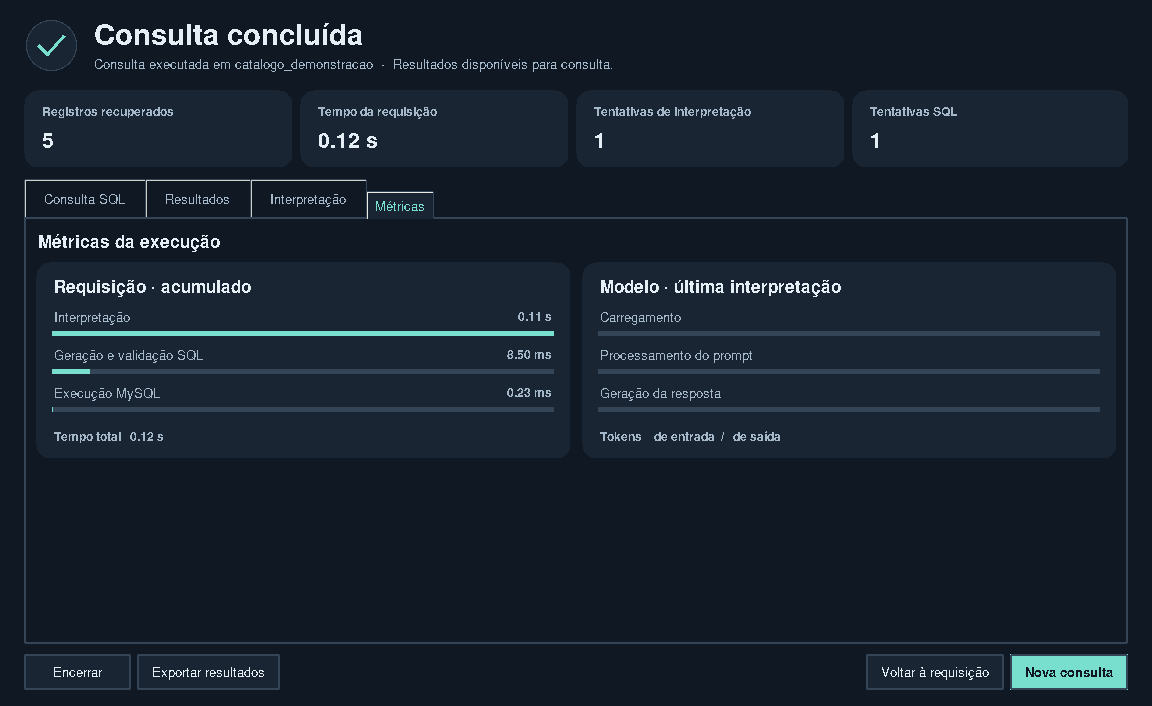 Consulta concluída
Consulta executada em catalogo_demonstracao · Resultados disponíveis para consulta.
Registros recuperados
5
Tempo da requisição
0.12 s
Tentativas de interpretação
1
Tentativas SQL
1
Consulta SQL
Resultados
Interpretação
Métricas
Métricas da execução
Requisição · acumulado
Interpretação 0.11 s
Geração e validação SQL 8.50 ms
Execução MySQL 0.23 ms
Tempo total 0.12 s
Modelo · última interpretação
Carregamento
Processamento do prompt
Geração da resposta
Tokens de entrada / de saída
Encerrar
Exportar resultados
Voltar à requisição
Nova consulta